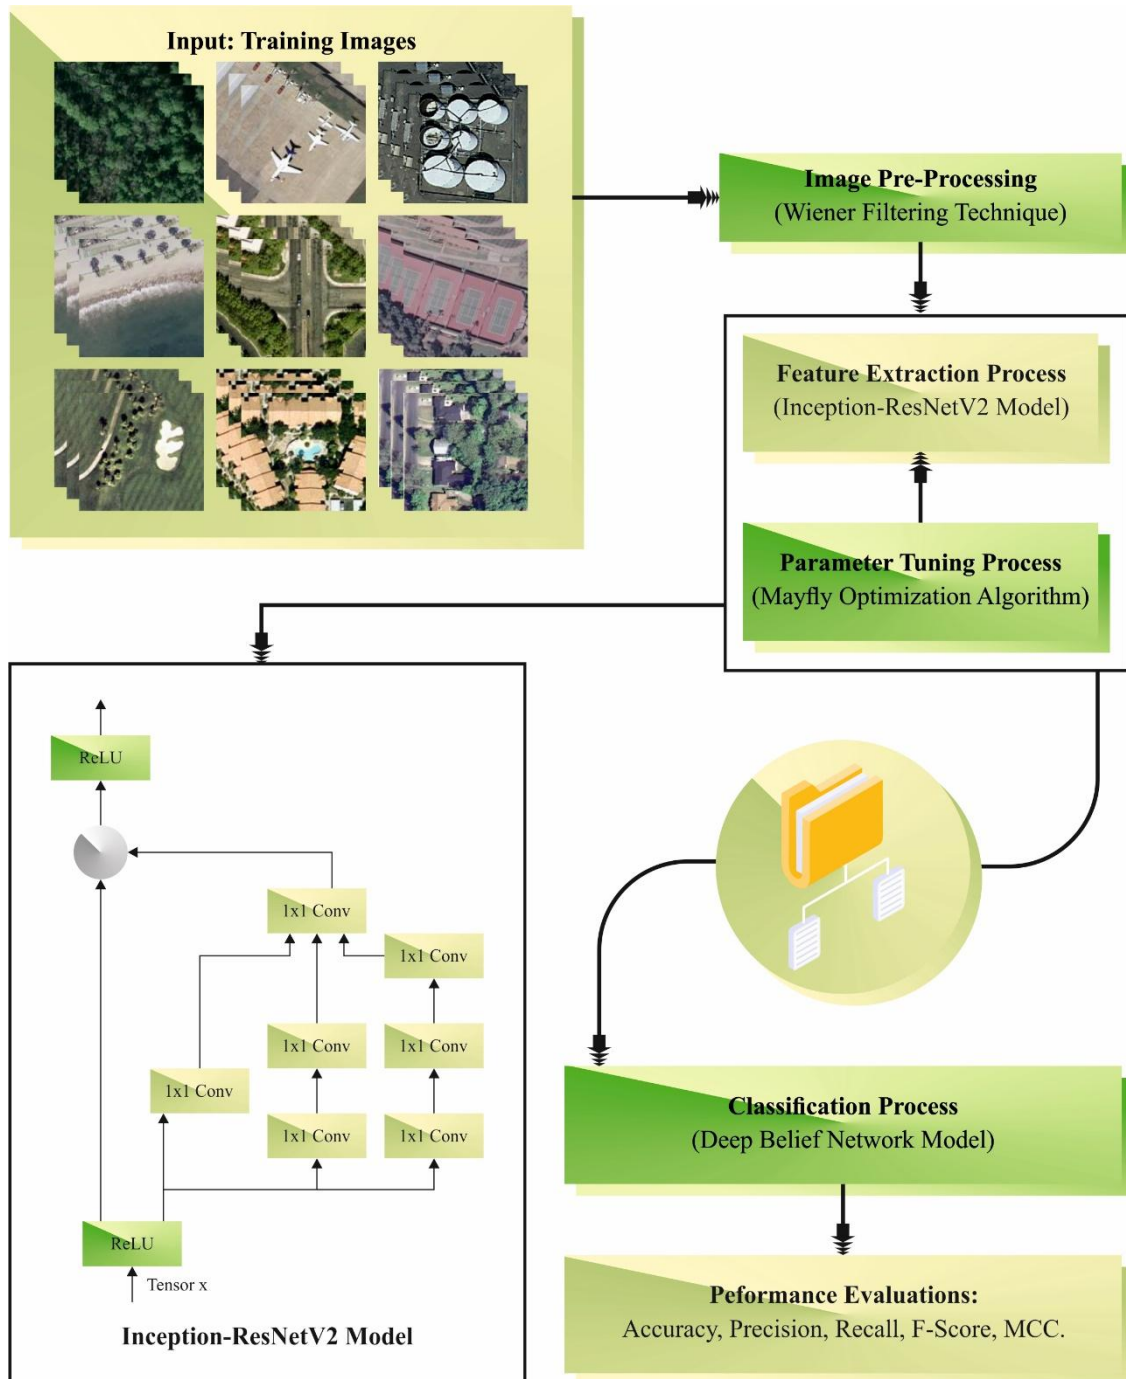 Input: Training Images
Image Pre-Processing
(Wiener Filtering Technique)
Feature Extraction Process
(Inception-ResNetV2 Model)
Parameter Tuning Process
(Mayfly Optimization Algorithm)
ReLU
1x1 Conv
1x1 Conv
1x1 Conv
1x1 Conv
1x1 Conv
1x1 Conv
1x1 Conv
ReLU
Tensor x
Inception-ResNetV2 Model
Classification Process
(Deep Belief Network Model)
Peformance Evaluations:
Accuracy, Precision, Recall, F-Score, MCC.